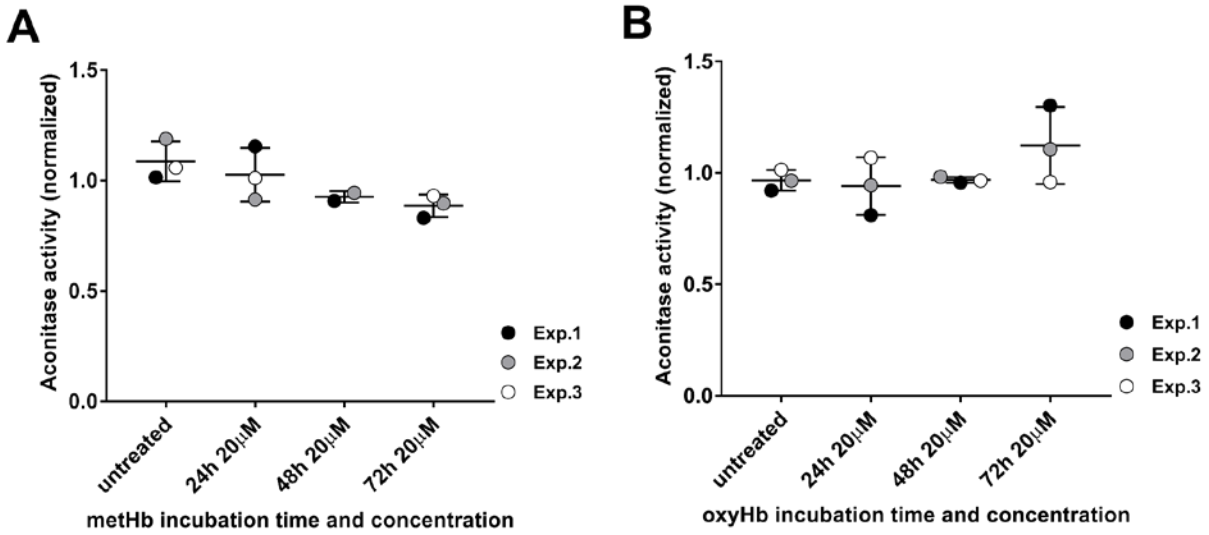 A
Aconitase activity (normalized)
1.5
1.0
0.5
0.0
untreated
24h 20μM
48h 20μM
72h 20μM
metHb incubation time and concentration
Exp.1
Exp.2
Exp.3
B
Aconitase activity (normalized)
1.5
1.0
0.5
0.0
untreated
24h 20μM
48h 20μM
72h 20μM
oxyHb incubation time and concentration
Exp.1
Exp.2
Exp.3